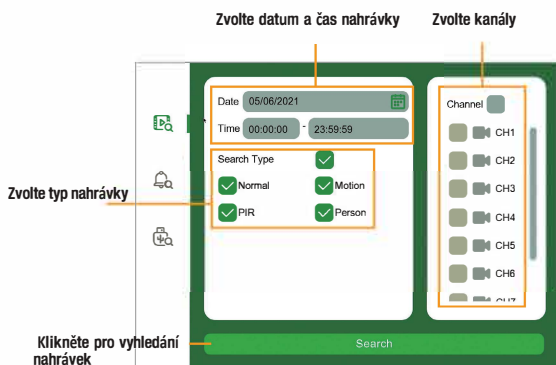 Zvolte datum a čas nahrávky
Zvolte kanály
Date 05/06/2021
Time 00:00:00 - 23:59:59
Search Type
Normal
Motion
PIR
Person
Zvolte typ nahrávky
Channel
CH1
CH2
CH3
CH4
CH5
CH6
CH7
Klikněte pro vyhledání
nahrávek
Search